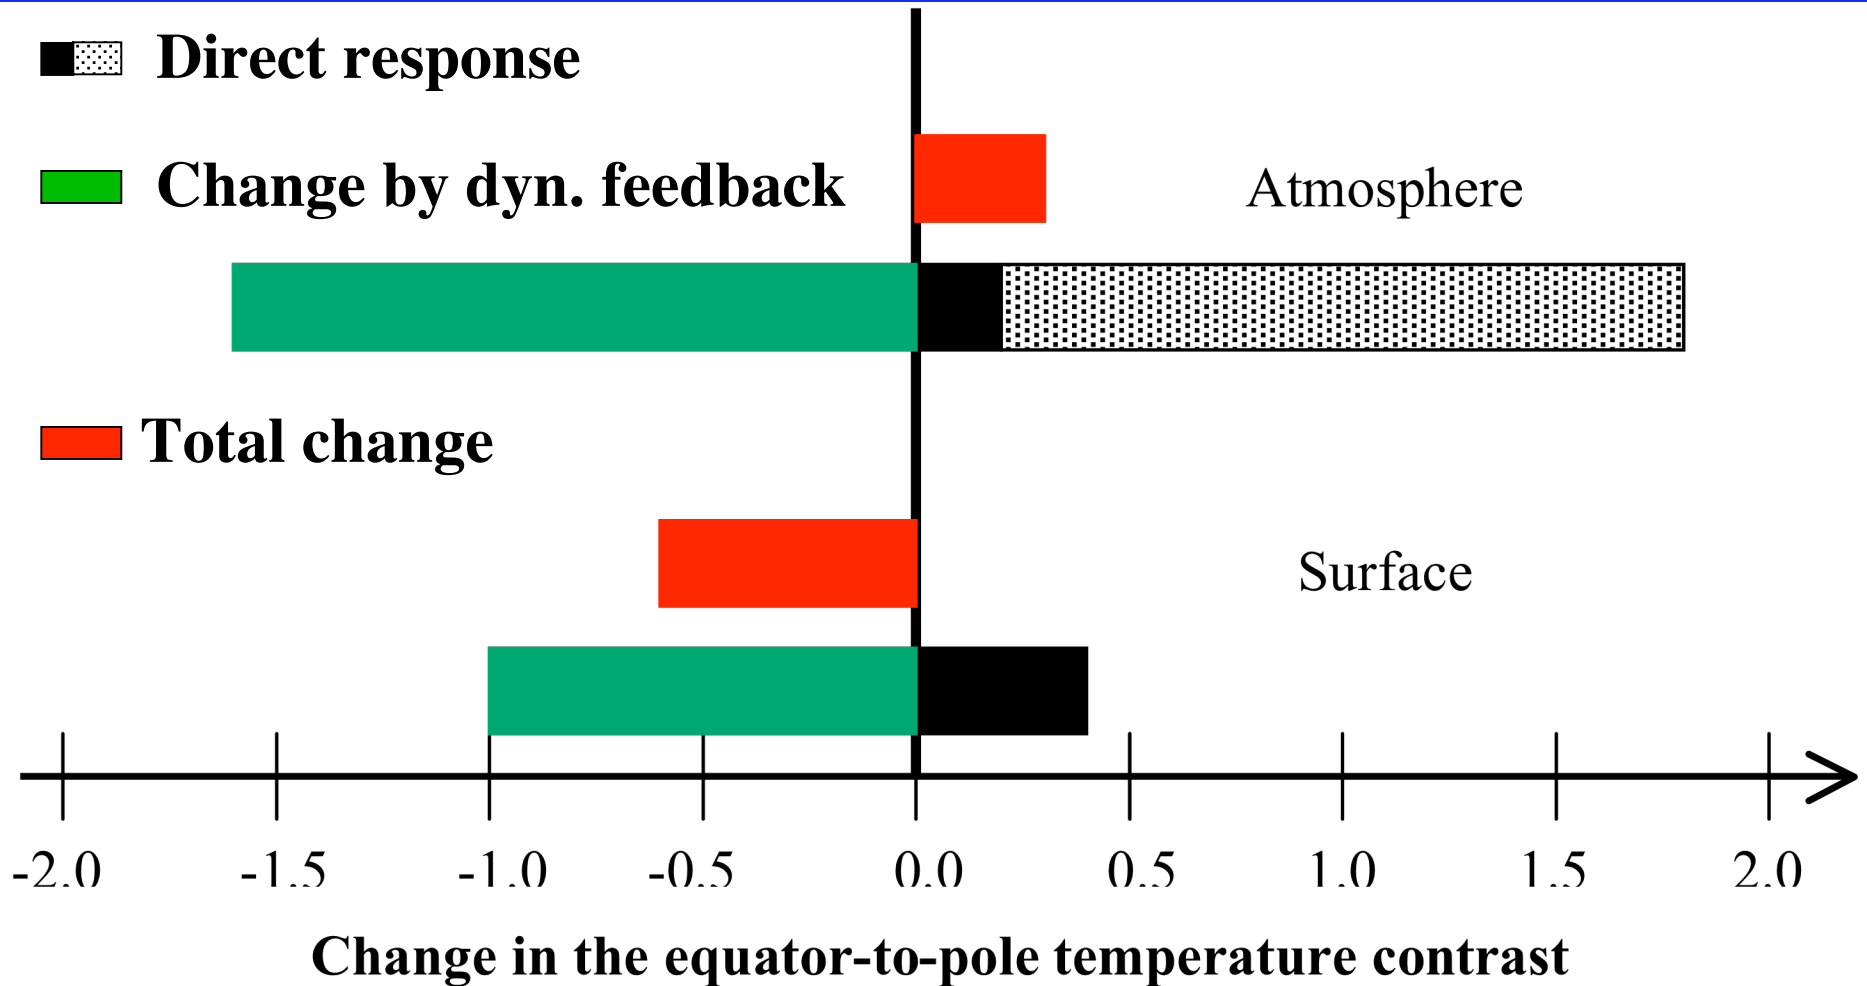 Direct response
Change by dyn. feedback
Atmosphere
Total change
Surface
-2.0 -1.5 -1.0 -0.5 0.0 0.5 1.0 1.5 2.0
Change in the equator-to-pole temperature contrast